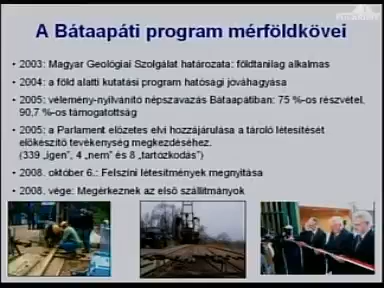 A Bátaapáti program mérföldkövei
• 2003: Magyar Geológiai Szolgálat határozata: földtanilag alkalmas
• 2004: a föld alatti kutatási program hatósági jóváhagyása
• 2005: vélemény-nyilvánító népszavazás Bátaapátiban: 75 %-os részvétel,
90,7 %-os támogatottság
• 2005: a Parlament előzetes elvi hozzájárulása a tároló létesítését
előkészítő tevékenység megkezdéséhez.
(339 „igen”, 4 „nem” és 8 „tartózkodás”)
• 2008. október 6.: Felszíni létesítmények megnyitása
• 2008. vége: Megérkeznek az első szállítmányok